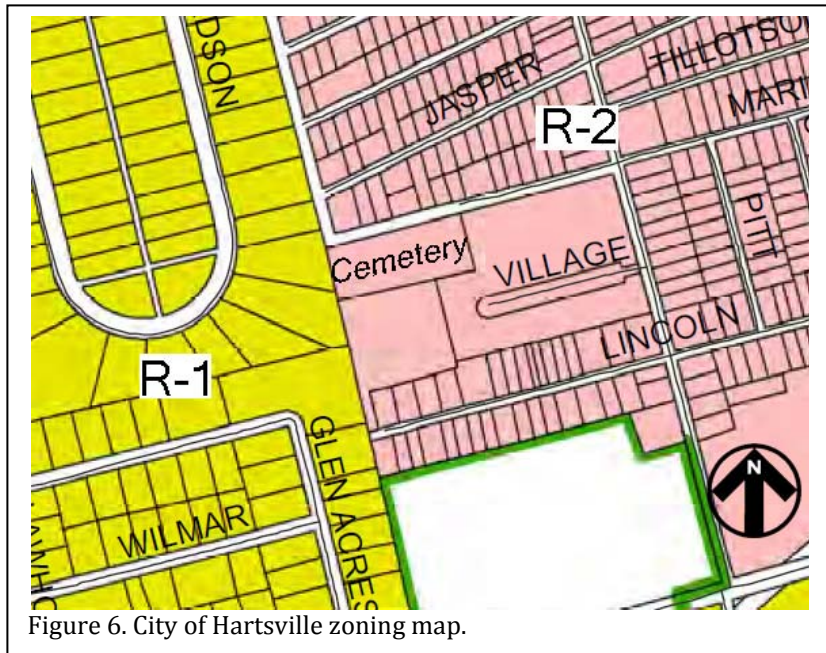 DSON
JASPER
TILLOTSO
R-2
MARI
PITT
Cemetery
VILLAGE
LINCOLN
R-1
GLEN ACRES
WILMAR
AWHO
N
Figure 6. City of Hartsville zoning map.